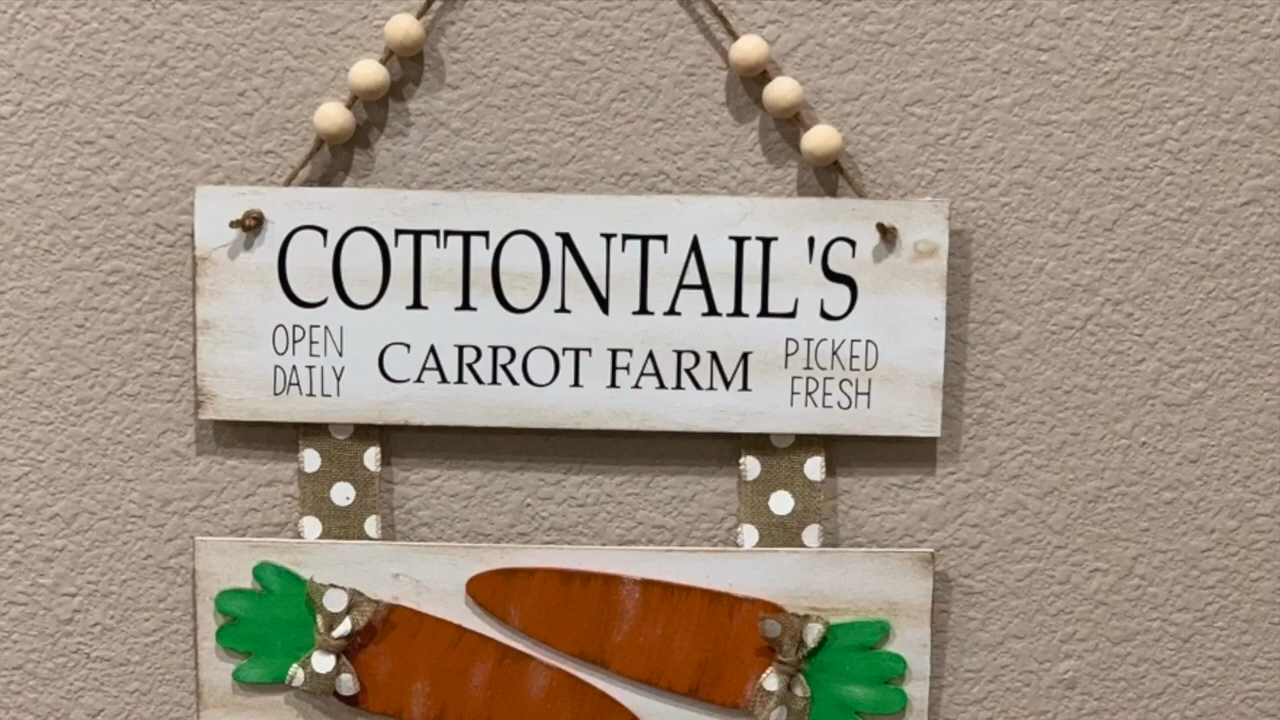 COTTONTAIL'S
OPEN
DAILY
CARROT FARM
PICKED
FRESH